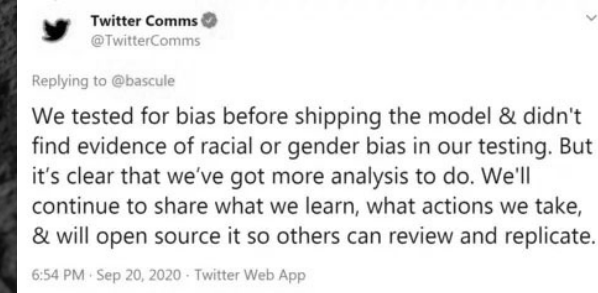 Twitter Comms
@TwitterComms
Replying to @bascule
We tested for bias before shipping the model & didn't
find evidence of racial or gender bias in our testing. But
it's clear that we've got more analysis to do. We'll
continue to share what we learn, what actions we take,
& will open source it so others can review and replicate.
6:54 PM · Sep 20, 2020 · Twitter Web App